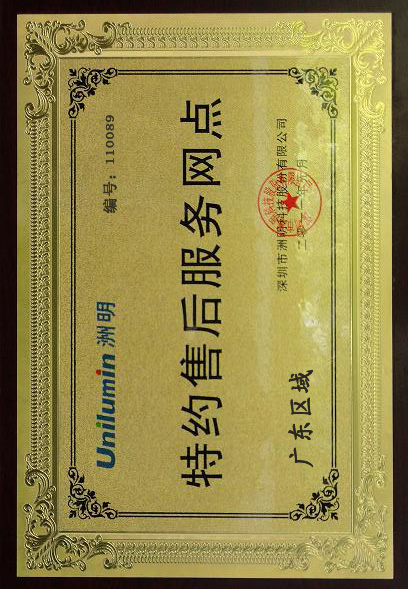 Unilumin 洲明
编号：110089
特约售后服务网点
广东区域
深圳市洲明科技股份有限公司